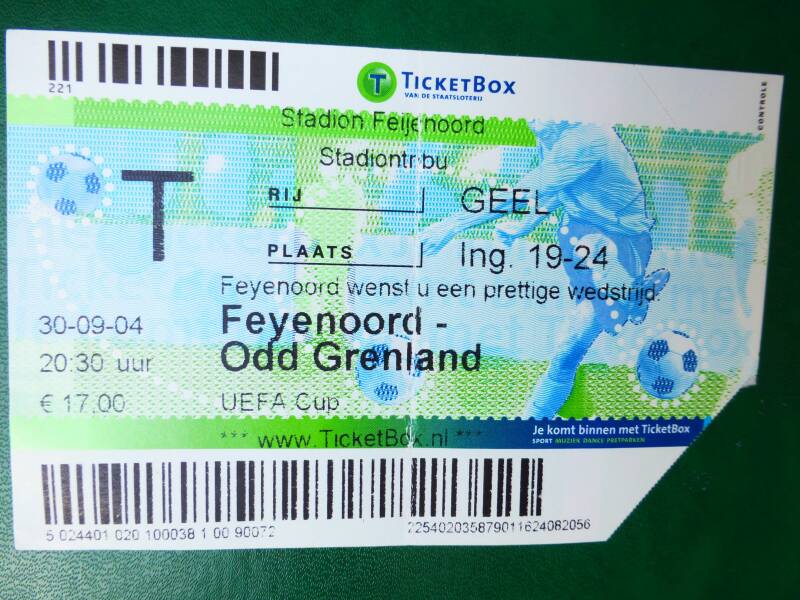 221
T TICKETBOX
VAN DE STAATSLOTERIJ
CONTROLE
Stadion Feijenoord
Stadiontribu
T
RIJ GEEL
PLAATS Ing. 19-24
Feyenoord wenst u een prettige wedstrijd.
30-09-04 Feyenoord -
20:30 uur Odd Grenland
€ 17,00 UEFA Cup
*** www.TicketBox.nl ***
Je komt binnen met TicketBox
SPORT MUZIEK DANCE PRETPARKEN
5 024401 020 100038 1 00 90072
225402035879011624082056